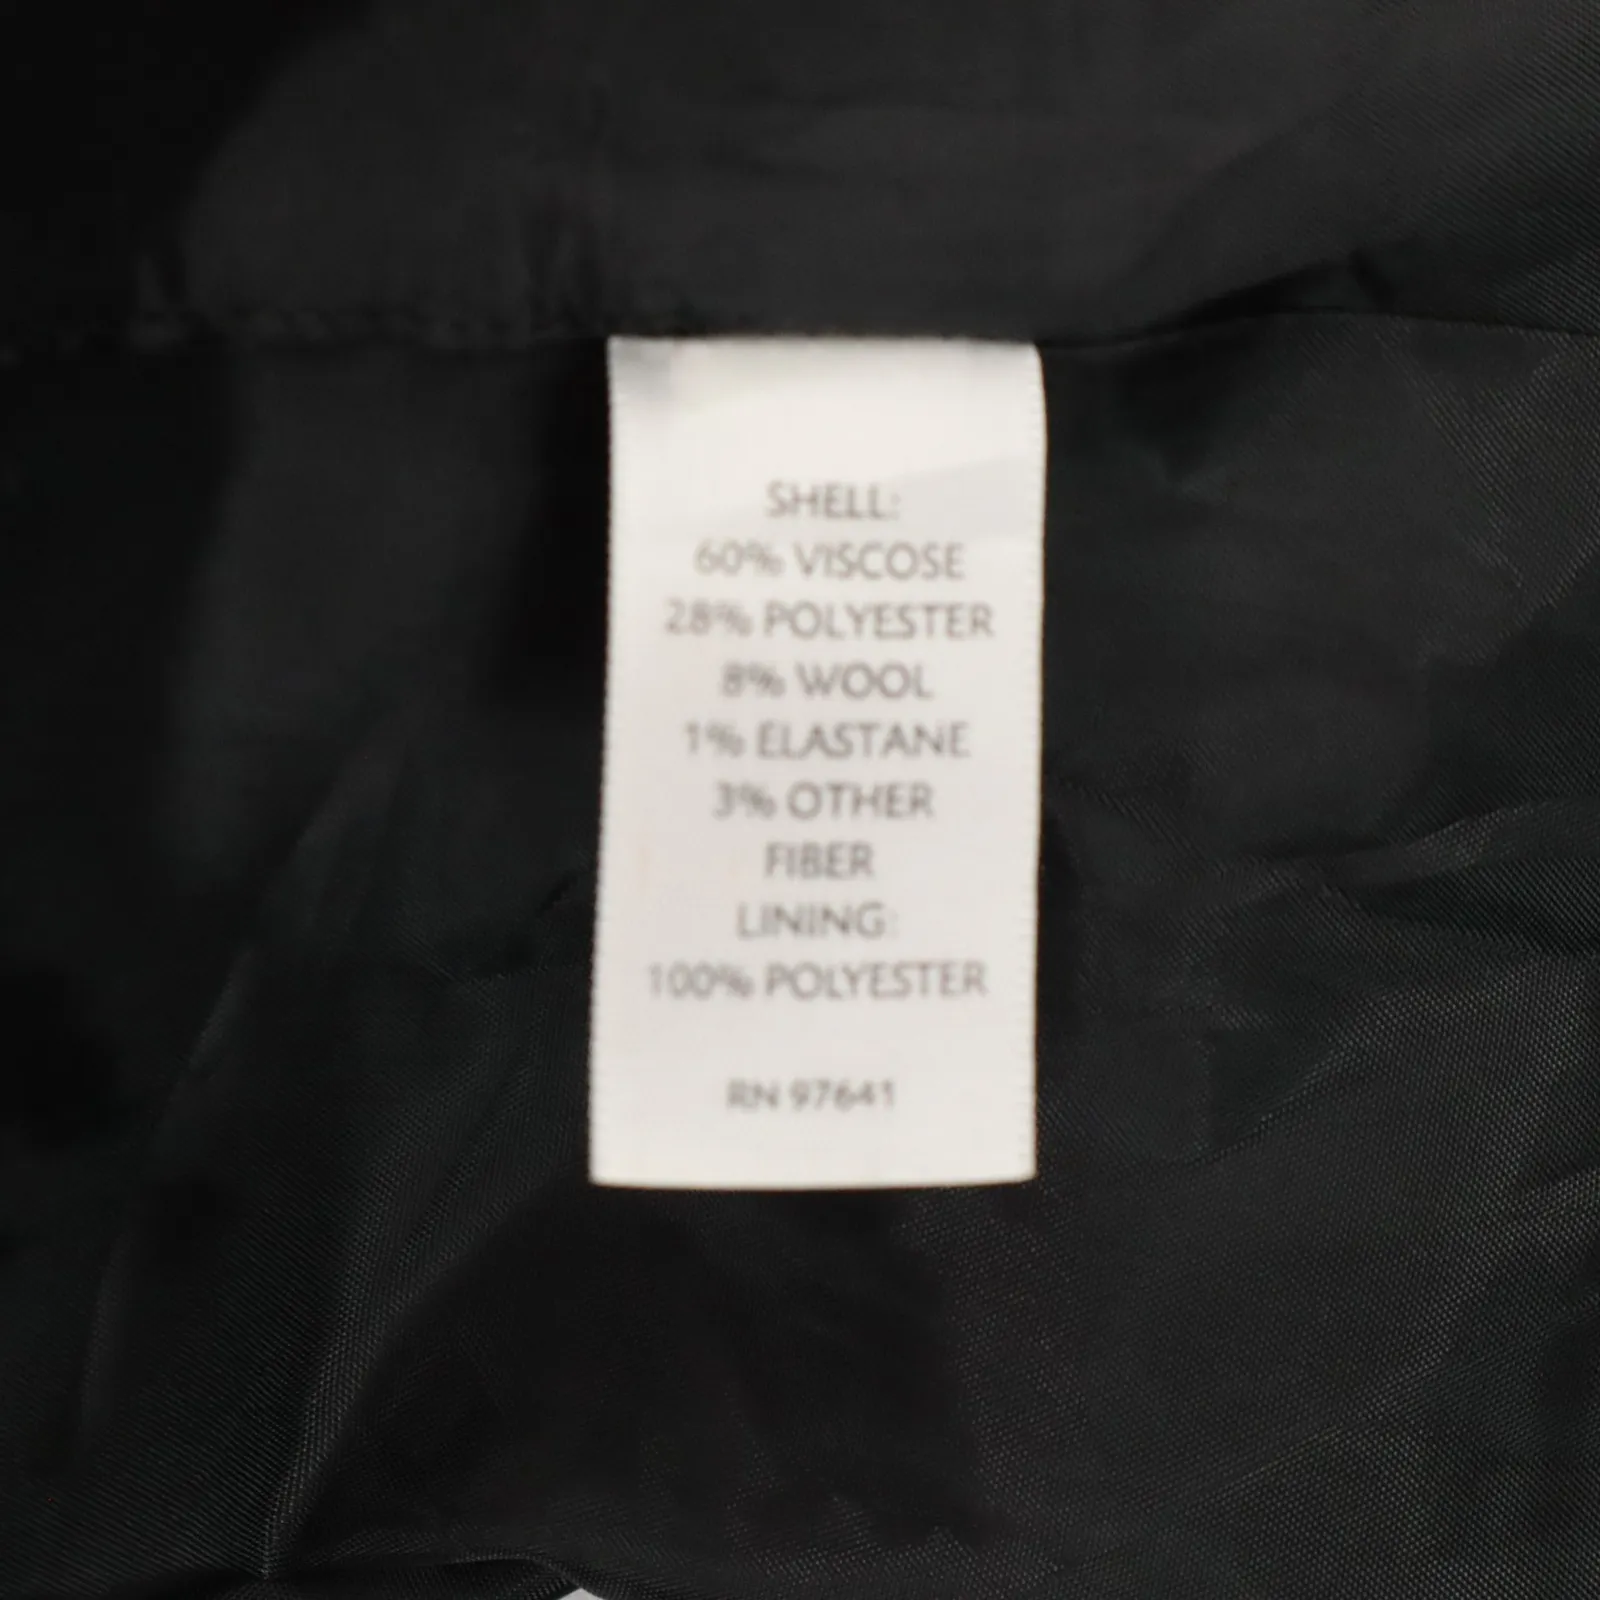 SHELL:
60% VISCOSE
28% POLYESTER
8% WOOL
1% ELASTANE
3% OTHER
FIBER
LINING:
100% POLYESTER
RN 97641